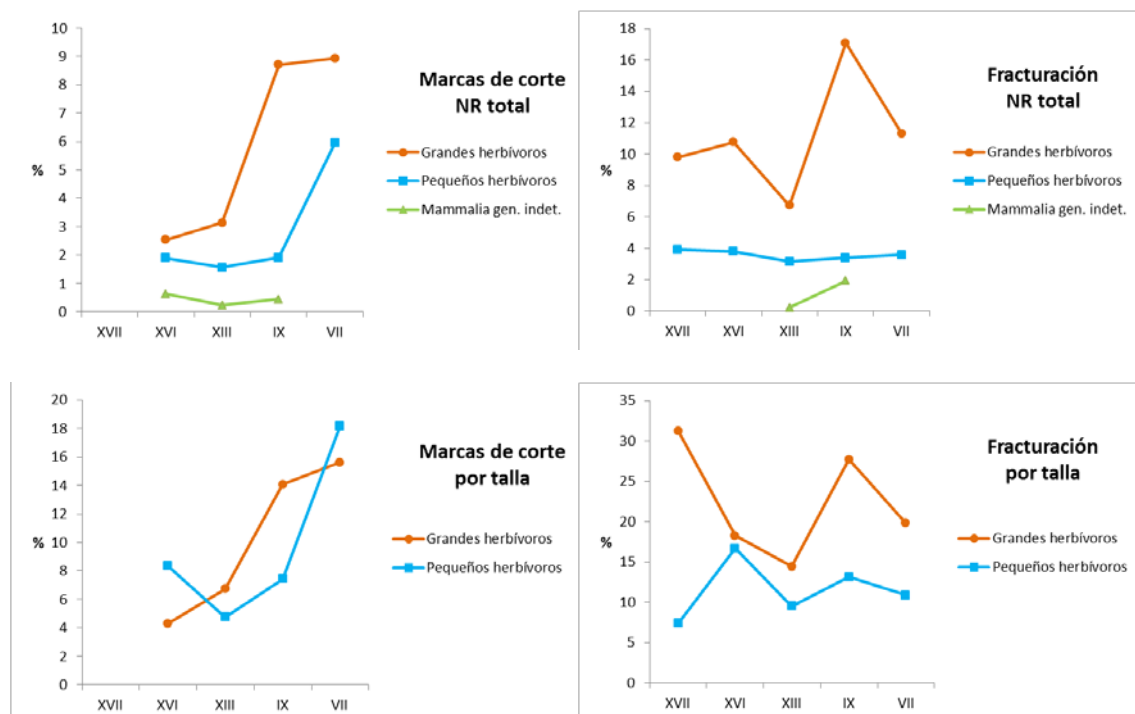 Marcas de corte
NR total
%
10
9
8
7
6
5
4
3
2
1
0
XVII XVI XIII IX VII
Grandes herbívoros
Pequeños herbívoros
Mammalia gen. indet.
Fracturación
NR total
%
18
16
14
12
10
8
6
4
2
0
XVII XVI XIII IX VII
Grandes herbívoros
Pequeños herbívoros
Mammalia gen. indet.
Marcas de corte
por talla
%
20
18
16
14
12
10
8
6
4
2
0
XVII XVI XIII IX VII
Grandes herbívoros
Pequeños herbívoros
Fracturación
por talla
%
35
30
25
20
15
10
5
0
XVII XVI XIII IX VII
Grandes herbívoros
Pequeños herbívoros